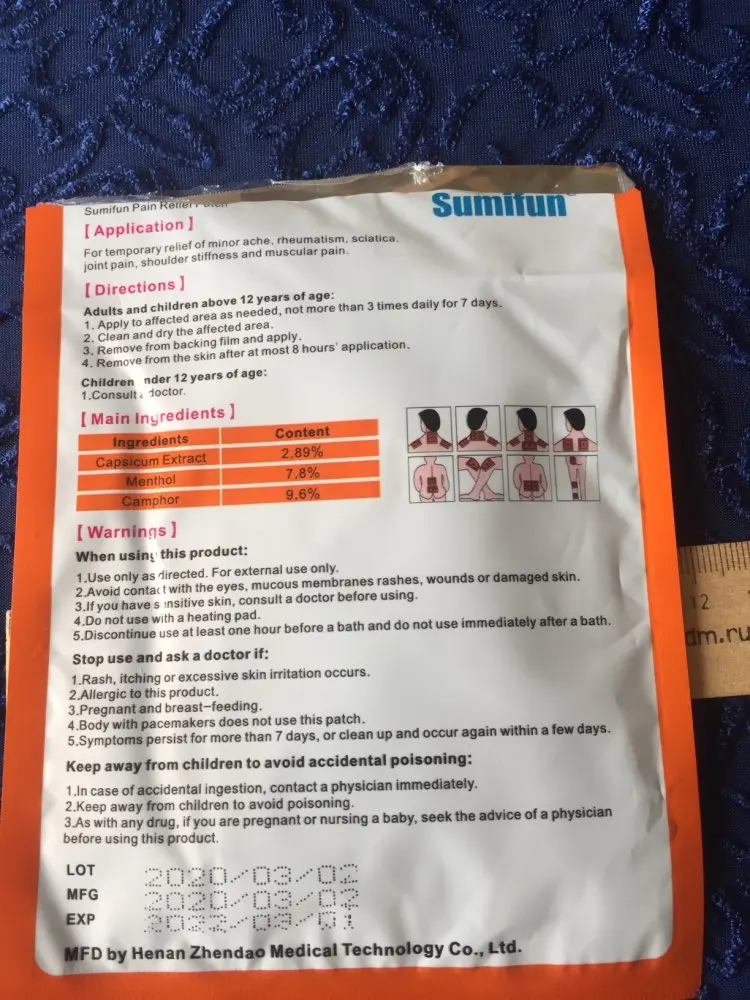 Sumifun Pain Relief
Sumifun
[Application]
For temporary relief of minor ache, rheumatism, sciatica,
joint pain, shoulder stiffness and muscular pain.
[Directions]
Adults and children above 12 years of age:
1. Apply to affected area as needed, not more than 3 times daily for 7 days.
2. Clean and dry the affected area.
3. Remove from backing film and apply.
4. Remove from the skin after at most 8 hours' application.
Children nder 12 years of age:
1.Consult doctor.
[Main Ingredients]
Ingredients Content
Capsicum Extract 2.89%
Menthol 7.8%
Camphor 9.6%
[Warnings]
When using this product:
1.Use only as directed. For external use only.
2.Avoid contact with the eyes, mucous membranes rashes, wounds or damaged skin.
3.If you have s nsitive skin, consult a doctor before using.
4.Do not use with a heating pad.
5.Discontinue use at least one hour before a bath and do not use immediately after a bath.
Stop use and ask a doctor if:
1.Rash, itching or excessive skin irritation occurs.
2.Allergic to this product.
3.Pregnant and breast-feeding.
4.Body with pacemakers does not use this patch.
5.Symptoms persist for more than 7 days, or clean up and occur again within a few days.
Keep away from children to avoid accidental poisoning:
1.In case of accidental ingestion, contact a physician immediately.
2.Keep away from children to avoid poisoning.
3.As with any drug, if you are pregnant or nursing a baby, seek the advice of a physician
before using this product.
LOT 2020/03/02
MFG 2020/03/02
EXP 2022/09/01
MFD by Henan Zhendao Medical Technology Co., Ltd.
12
dm.ru